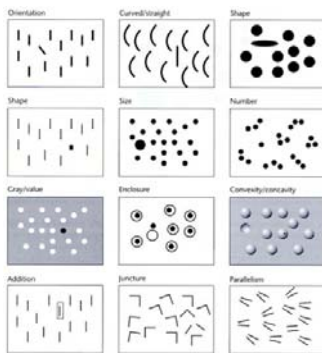 Orientation
Curved/straight
Shape
Shape
Size
Number
Gray/value
Enclosure
Convexity/concavity
Addition
Juncture
Parallelism